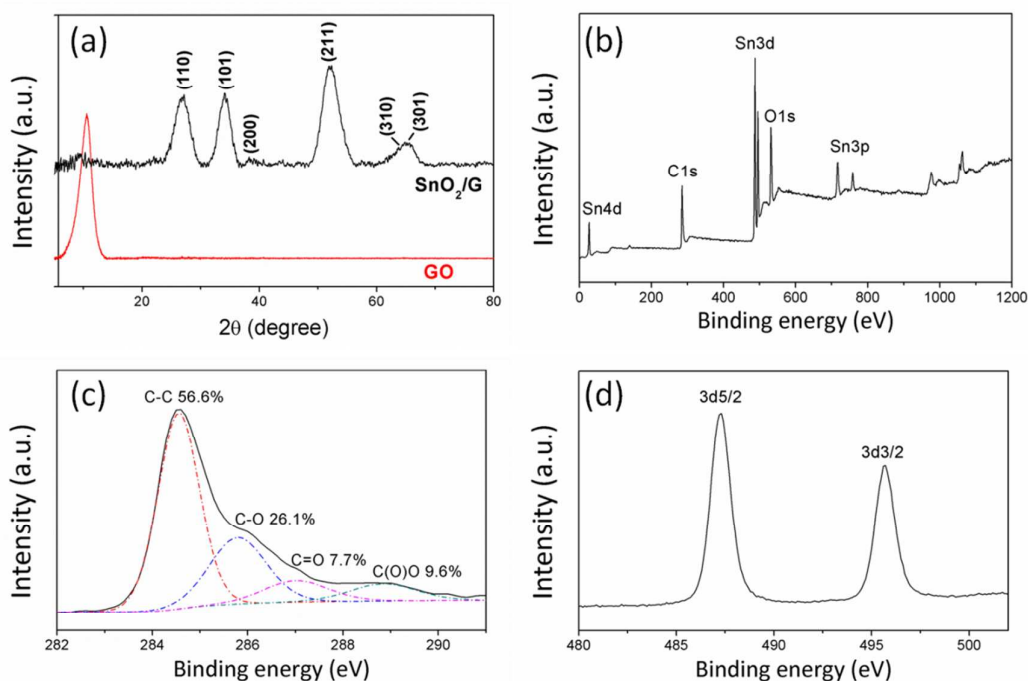 (a)
Intensity (a.u.)
(110)
(101)
(200)
(211)
(310)
(301)
SnO2/G
GO
20
40
60
80
2θ (degree)
(b)
Intensity (a.u.)
Sn3d
O1s
Sn3p
C1s
Sn4d
0
200
400
600
800
1000
1200
Binding energy (eV)
(c)
Intensity (a.u.)
C-C 56.6%
C-O 26.1%
C=O 7.7%
C(O)O 9.6%
282
284
286
288
290
Binding energy (eV)
(d)
Intensity (a.u.)
3d5/2
3d3/2
480
485
490
495
500
Binding energy (eV)